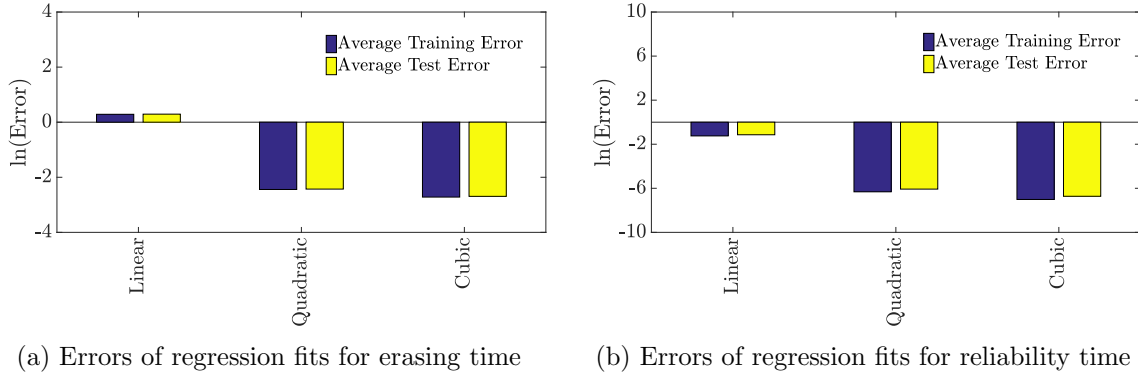 4
2
0
-2
-4
ln(Error)
Average Training Error
Average Test Error
Linear
Quadratic
Cubic
(a) Errors of regression fits for erasing time
10
6
2
-2
-6
-10
ln(Error)
Average Training Error
Average Test Error
Linear
Quadratic
Cubic
(b) Errors of regression fits for reliability time